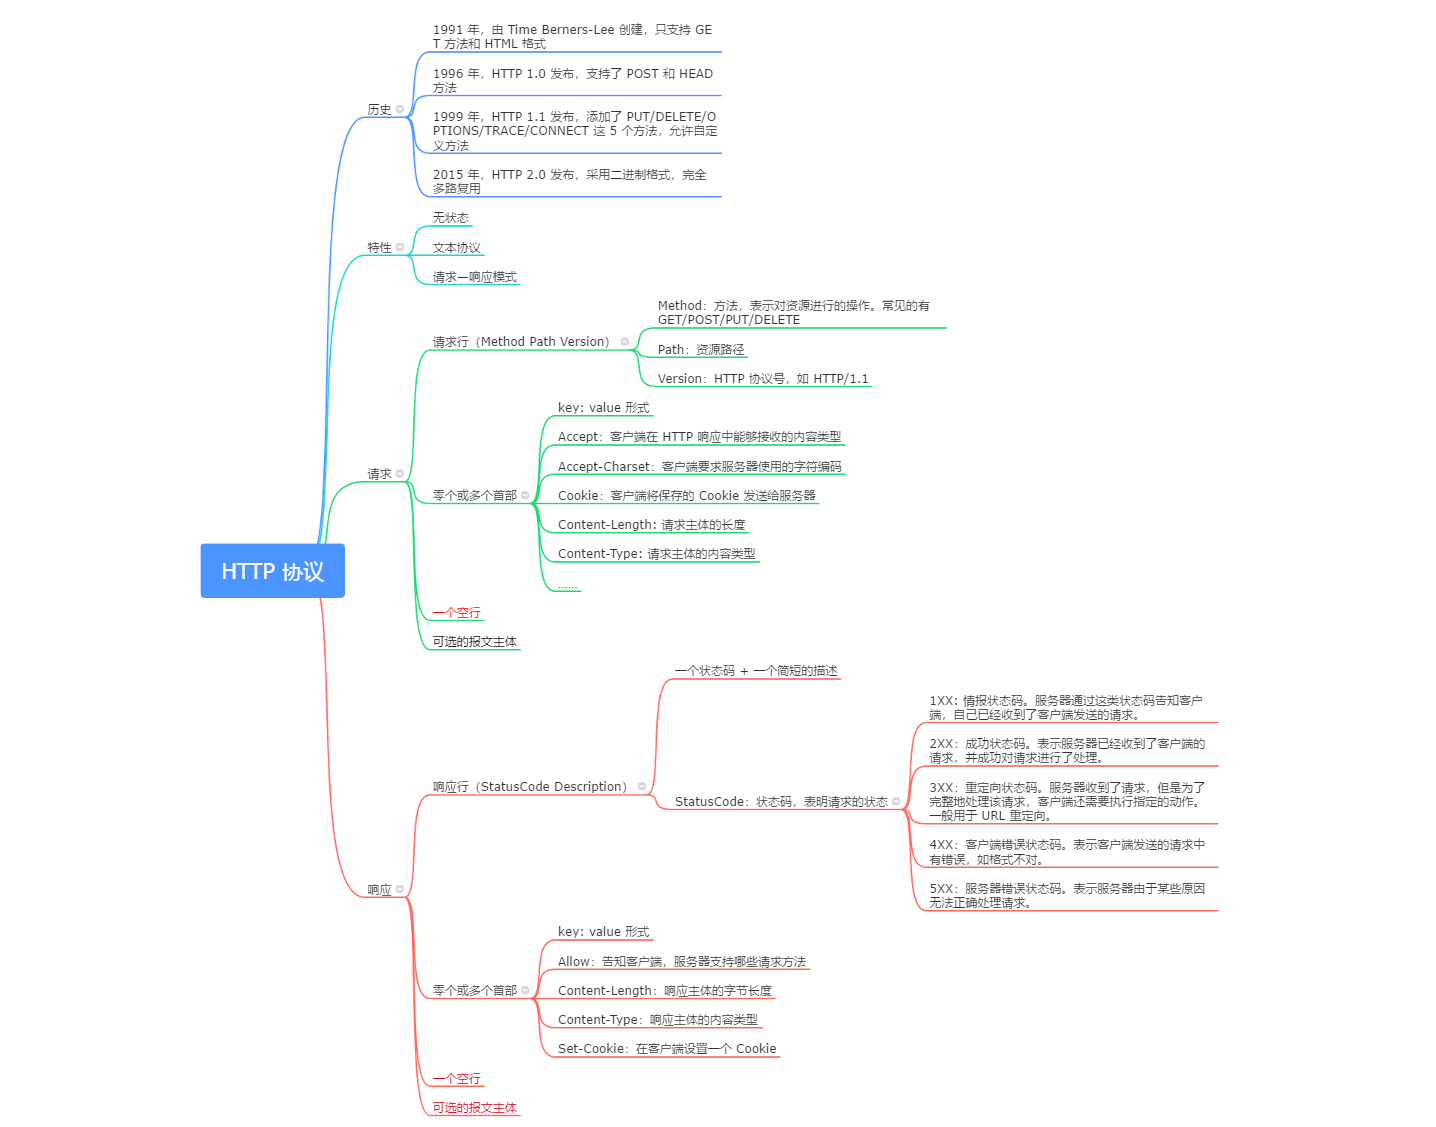 1991 年，由 Time Berners-Lee 创建，只支持 GE
T 方法和 HTML 格式
1996 年，HTTP 1.0 发布，支持了 POST 和 HEAD
方法
历史
1999 年，HTTP 1.1 发布，添加了 PUT/DELETE/O
PTIONS/TRACE/CONNECT 这 5 个方法，允许自定
义方法
2015 年，HTTP 2.0 发布，采用二进制格式，完全
多路复用
无状态
特性
文本协议
请求—响应模式
Method：方法，表示对资源进行的操作。常见的有
GET/POST/PUT/DELETE
请求行（Method Path Version）
Path：资源路径
Version：HTTP 协议号，如 HTTP/1.1
key: value 形式
Accept：客户端在 HTTP 响应中能够接收的内容类型
Accept-Charset：客户端要求服务器使用的字符编码
请求
零个或多个首部
Cookie：客户端将保存的 Cookie 发送给服务器
Content-Length: 请求主体的长度
Content-Type: 请求主体的内容类型
......
HTTP 协议
一个空行
可选的报文主体
一个状态码 + 一个简短的描述
1XX: 情报状态码。服务器通过这类状态码告知客户
端，自己已经收到了客户端发送的请求。
2XX：成功状态码。表示服务器已经收到了客户端的
请求，并成功对请求进行了处理。
响应行（StatusCode Description）
StatusCode：状态码，表明请求的状态
3XX：重定向状态码。服务器收到了请求，但是为了
完整地处理该请求，客户端还需要执行指定的动作。
一般用于 URL 重定向。
4XX：客户端错误状态码。表示客户端发送的请求中
有错误，如格式不对。
5XX：服务器错误状态码。表示服务器由于某些原因
无法正确处理请求。
响应
key: value 形式
Allow：告知客户端，服务器支持哪些请求方法
零个或多个首部
Content-Length：响应主体的字节长度
Content-Type：响应主体的内容类型
Set-Cookie：在客户端设置一个 Cookie
一个空行
可选的报文主体